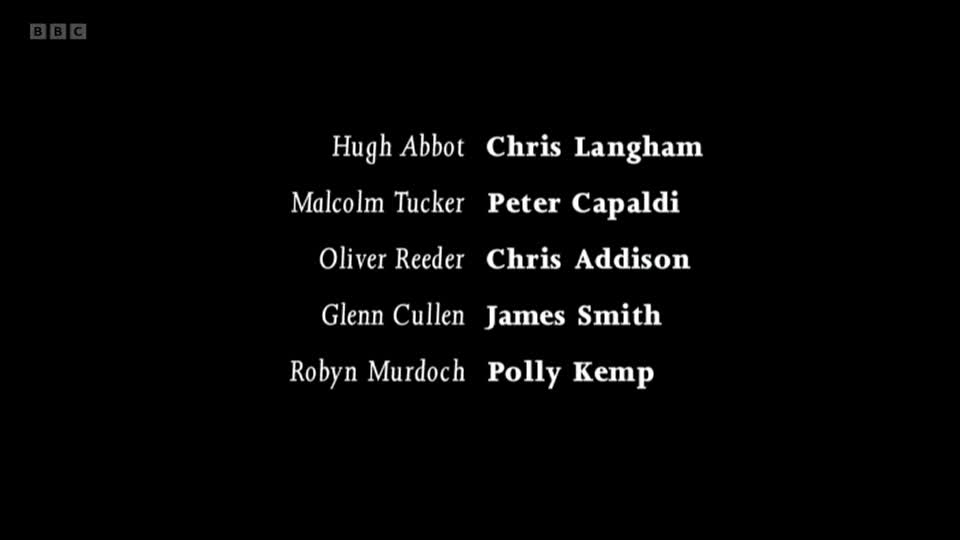 BBC
Hugh Abbot Chris Langham
Malcolm Tucker Peter Capaldi
Oliver Reeder Chris Addison
Glenn Cullen James Smith
Robyn Murdoch Polly Kemp